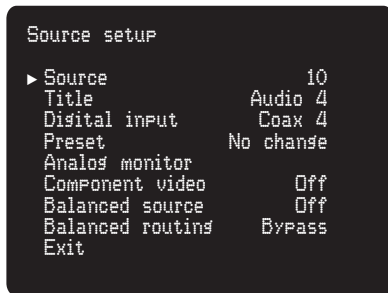 Source setup
▶ Source 10
Title Audio 4
Digital input Coax 4
Preset No change
Analog monitor
Component video Off
Balanced source Off
Balanced routing Bypass
Exit